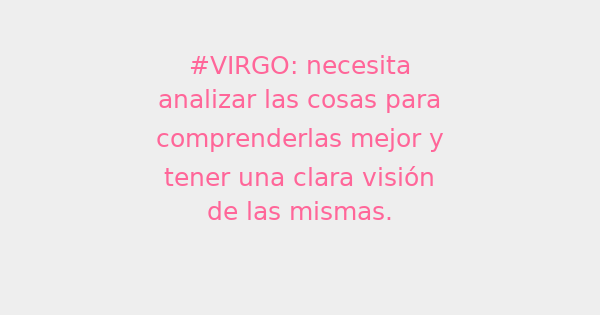 #VIRGO: necesita
analizar las cosas para
comprenderlas mejor y
tener una clara visión
de las mismas.